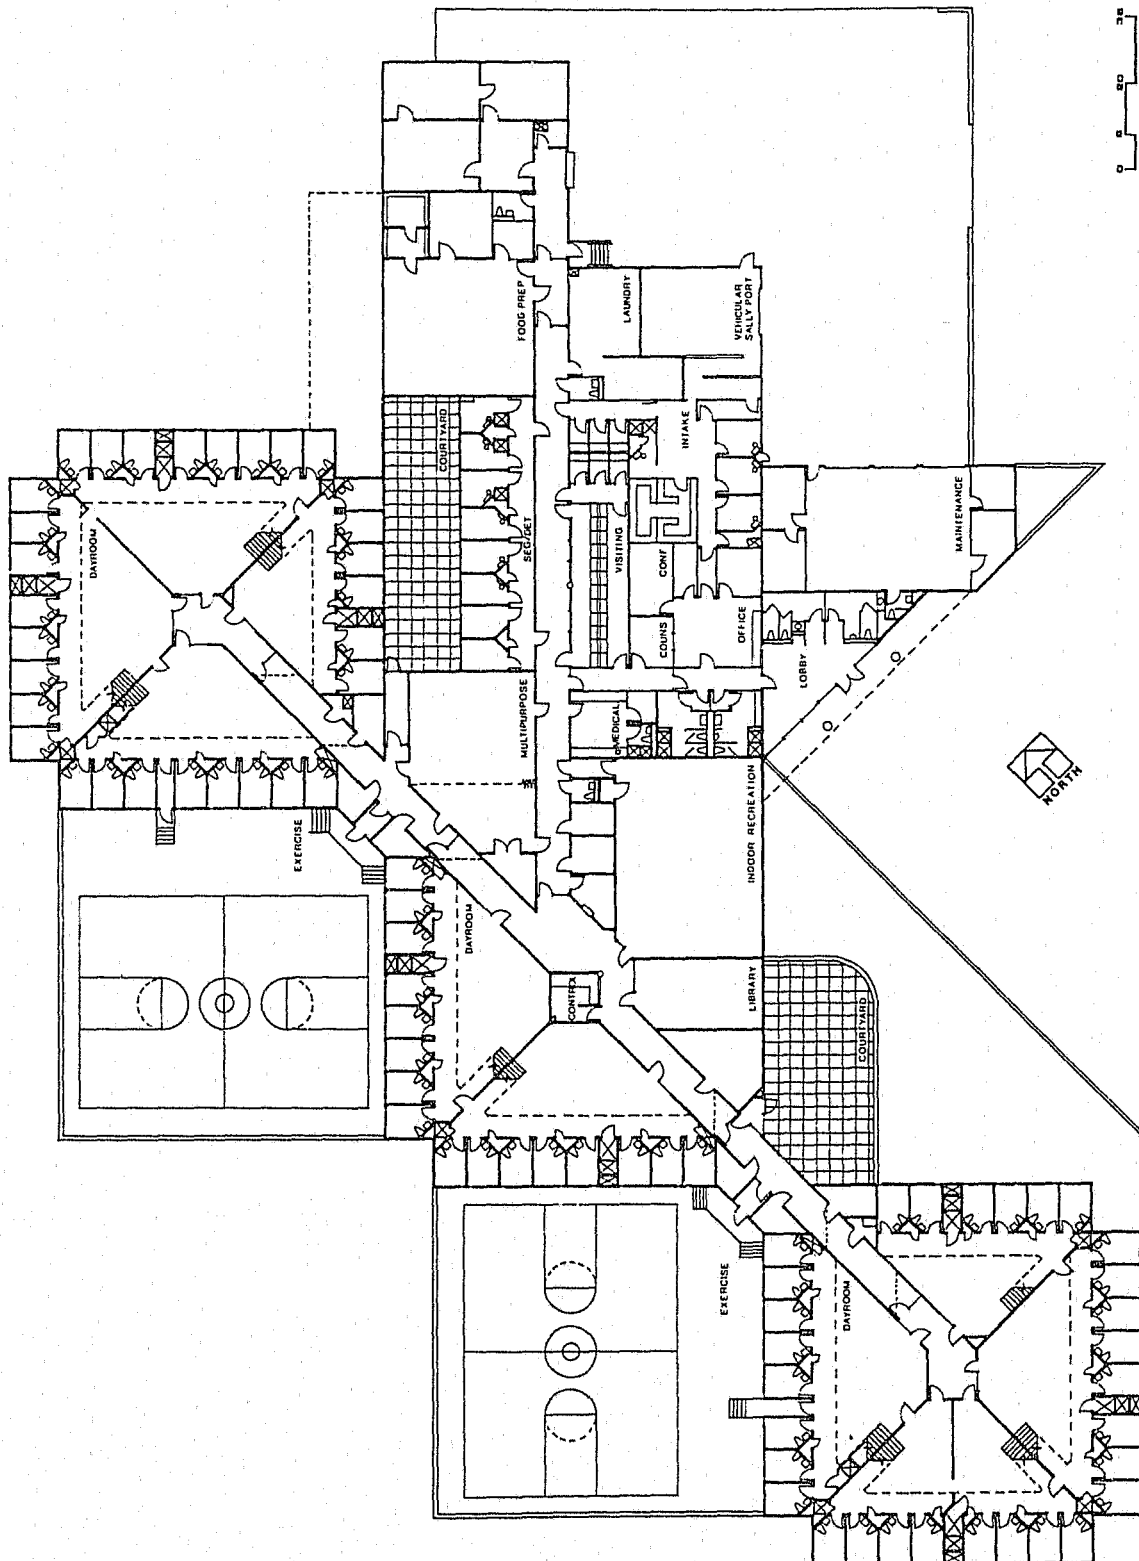 FOOD PREP
LAUNDRY
VEHICULAR
SALLY PORT
COURTYARD
INTAKE
DAYROOM
SEG/DET
VISITING
CONF
MAINTENANCE
COUNS
OFFICE
LOBBY
MULTIPURPOSE
MEDICAL
NORTH
EXERCISE
INDOOR RECREATION
DAYROOM
CONTROL
LIBRARY
COURTYARD
EXERCISE
DAYROOM